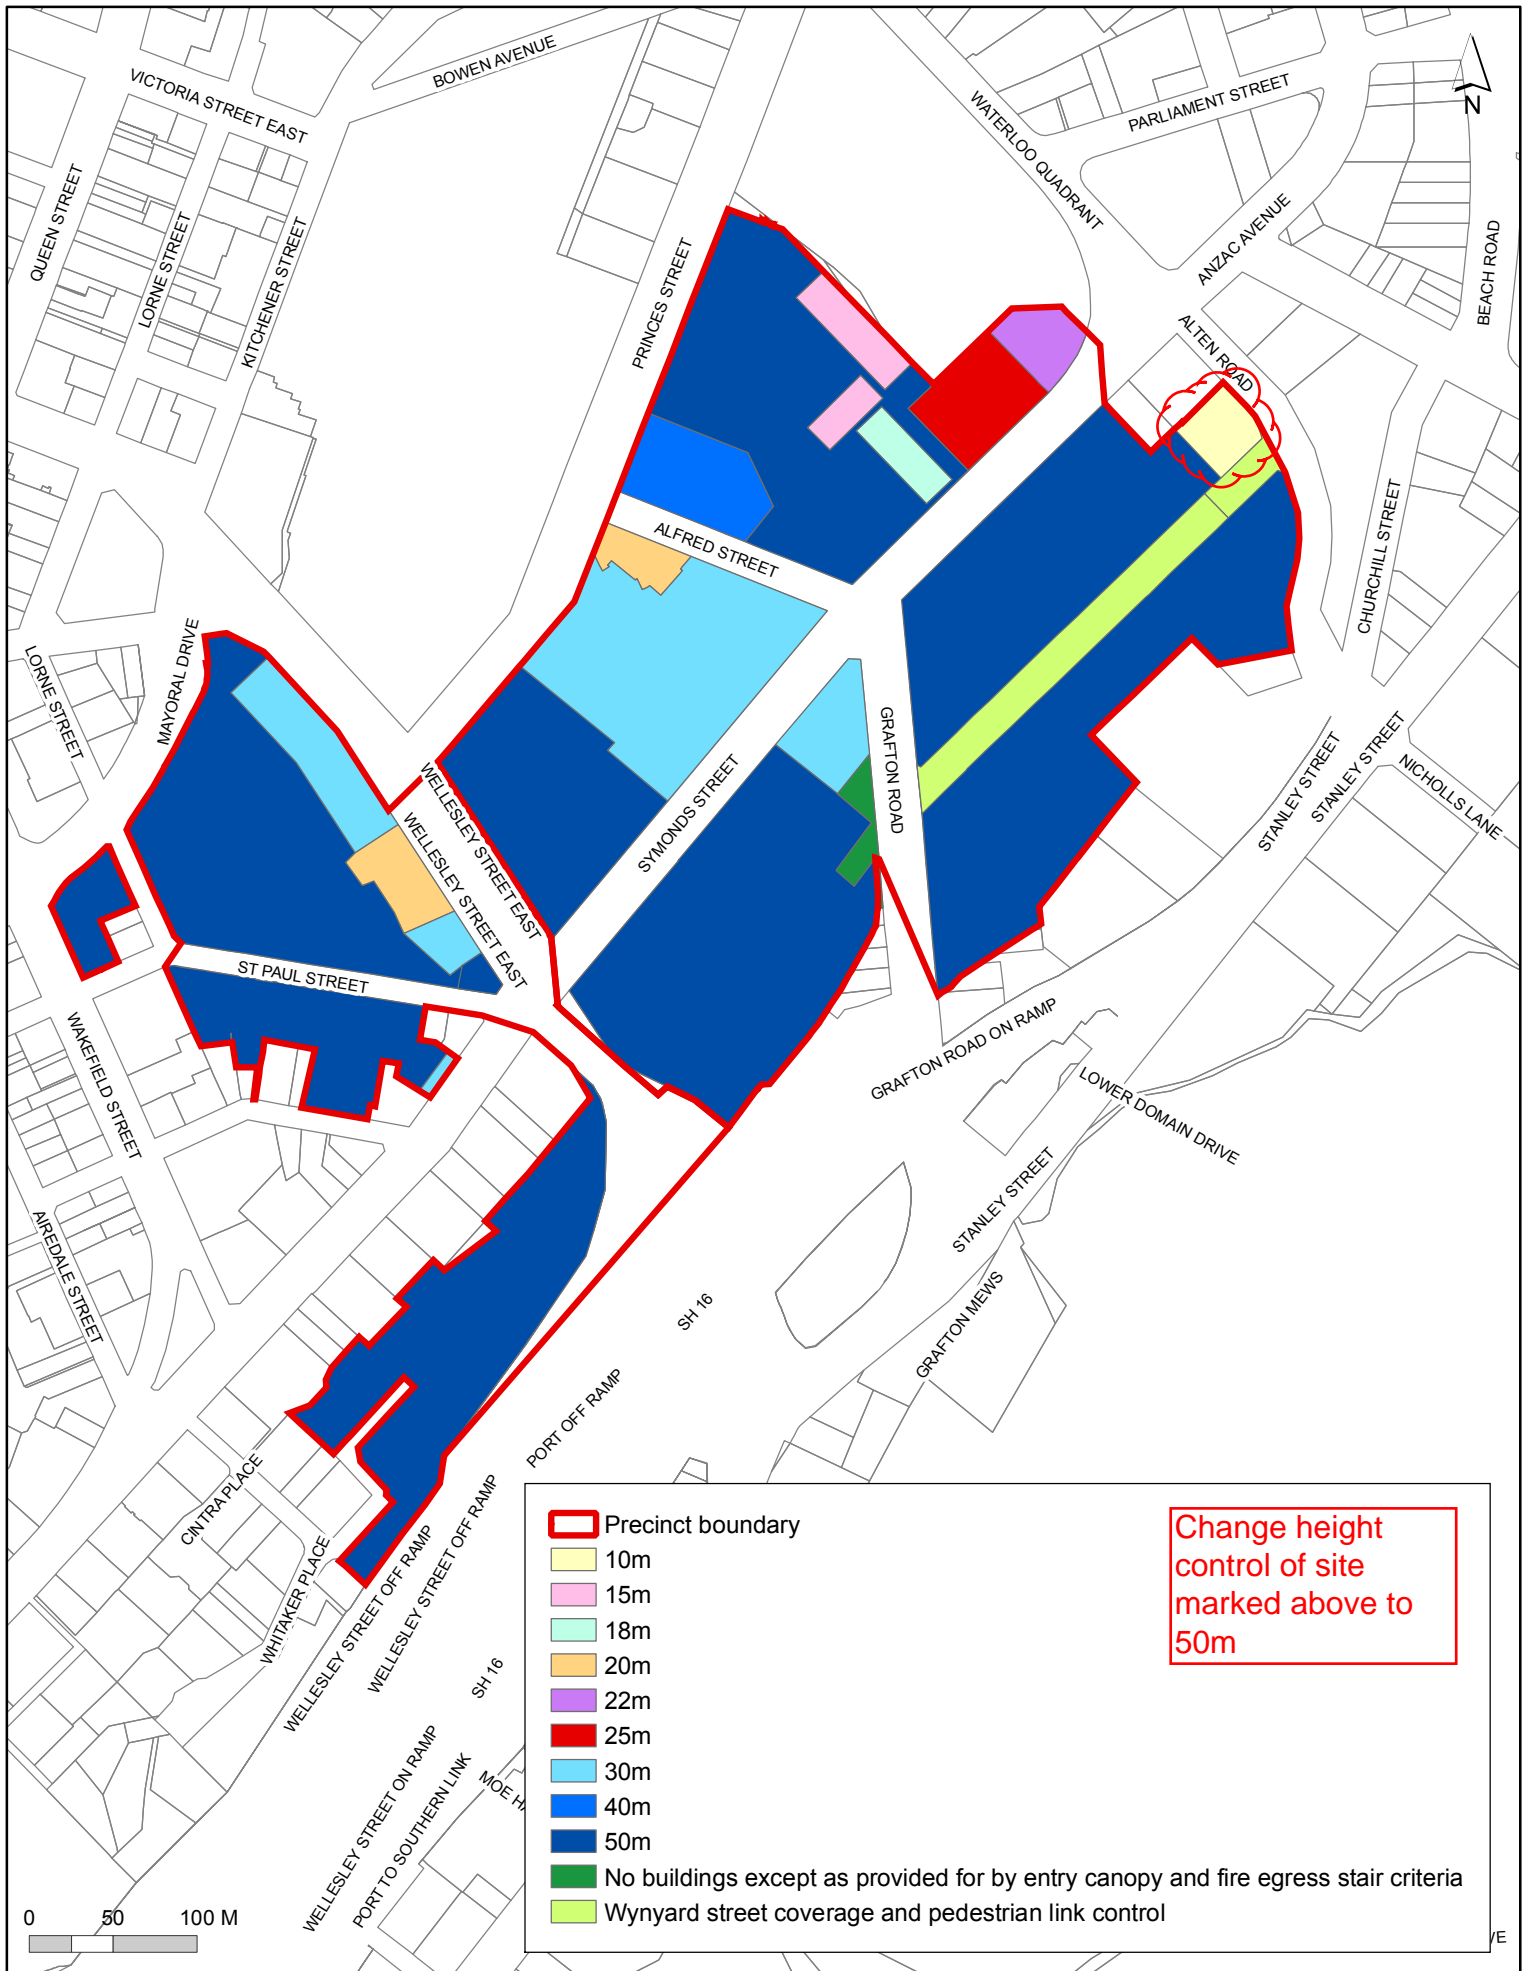 BOWEN AVENUE
VICTORIA STREET EAST
WATERLOO QUADRANT
PARLIAMENT STREET
N
QUEEN STREET
LORNE STREET
KITCHENER STREET
PRINCES STREET
ANZAC AVENUE
BEACH ROAD
ALTEN ROAD
ALFRED STREET
CHURCHILL STREET
MAYORAL DRIVE
LORNE STREET
GRAFTON ROAD
SYMONDS STREET
WELLESLEY STREET EAST
WELLESLEY STREET EAST
STANLEY STREET
STANLEY STREET
NICHOLLS LANE
ST PAUL STREET
WAKEFIELD STREET
GRAFTON ROAD ON RAMP
LOWER DOMAIN DRIVE
STANLEY STREET
AIREDALE STREET
SH 16
GRAFTON MEWS
PORT OFF RAMP
CINTRA PLACE
WHITAKER PLACE
WELLESLEY STREET OFF RAMP
WELLESLEY STREET OFF RAMP
SH 16
WELLESLEY STREET ON RAMP
PORT TO SOUTHERN LINK
MOE
Precinct boundary
10m
15m
18m
20m
22m
25m
30m
40m
50m
No buildings except as provided for by entry canopy and fire egress stair criteria
Wynyard street coverage and pedestrian link control
Change height
control of site
marked above to
50m
0 50 100 M